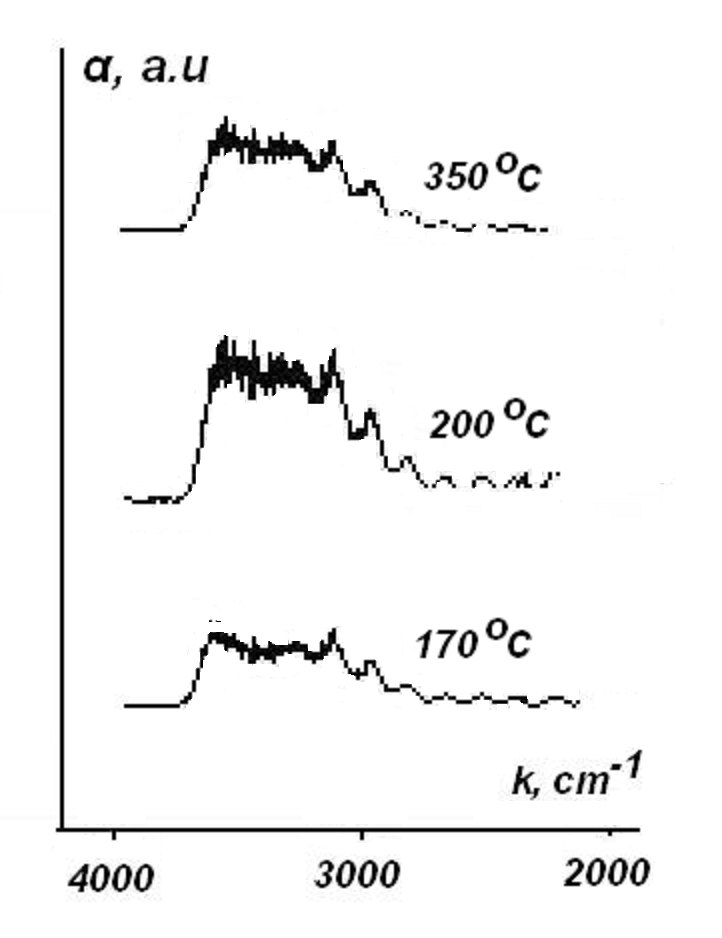 α, a.u
350 °C
200 °C
170 °C
k, cm⁻¹
4000 3000 2000